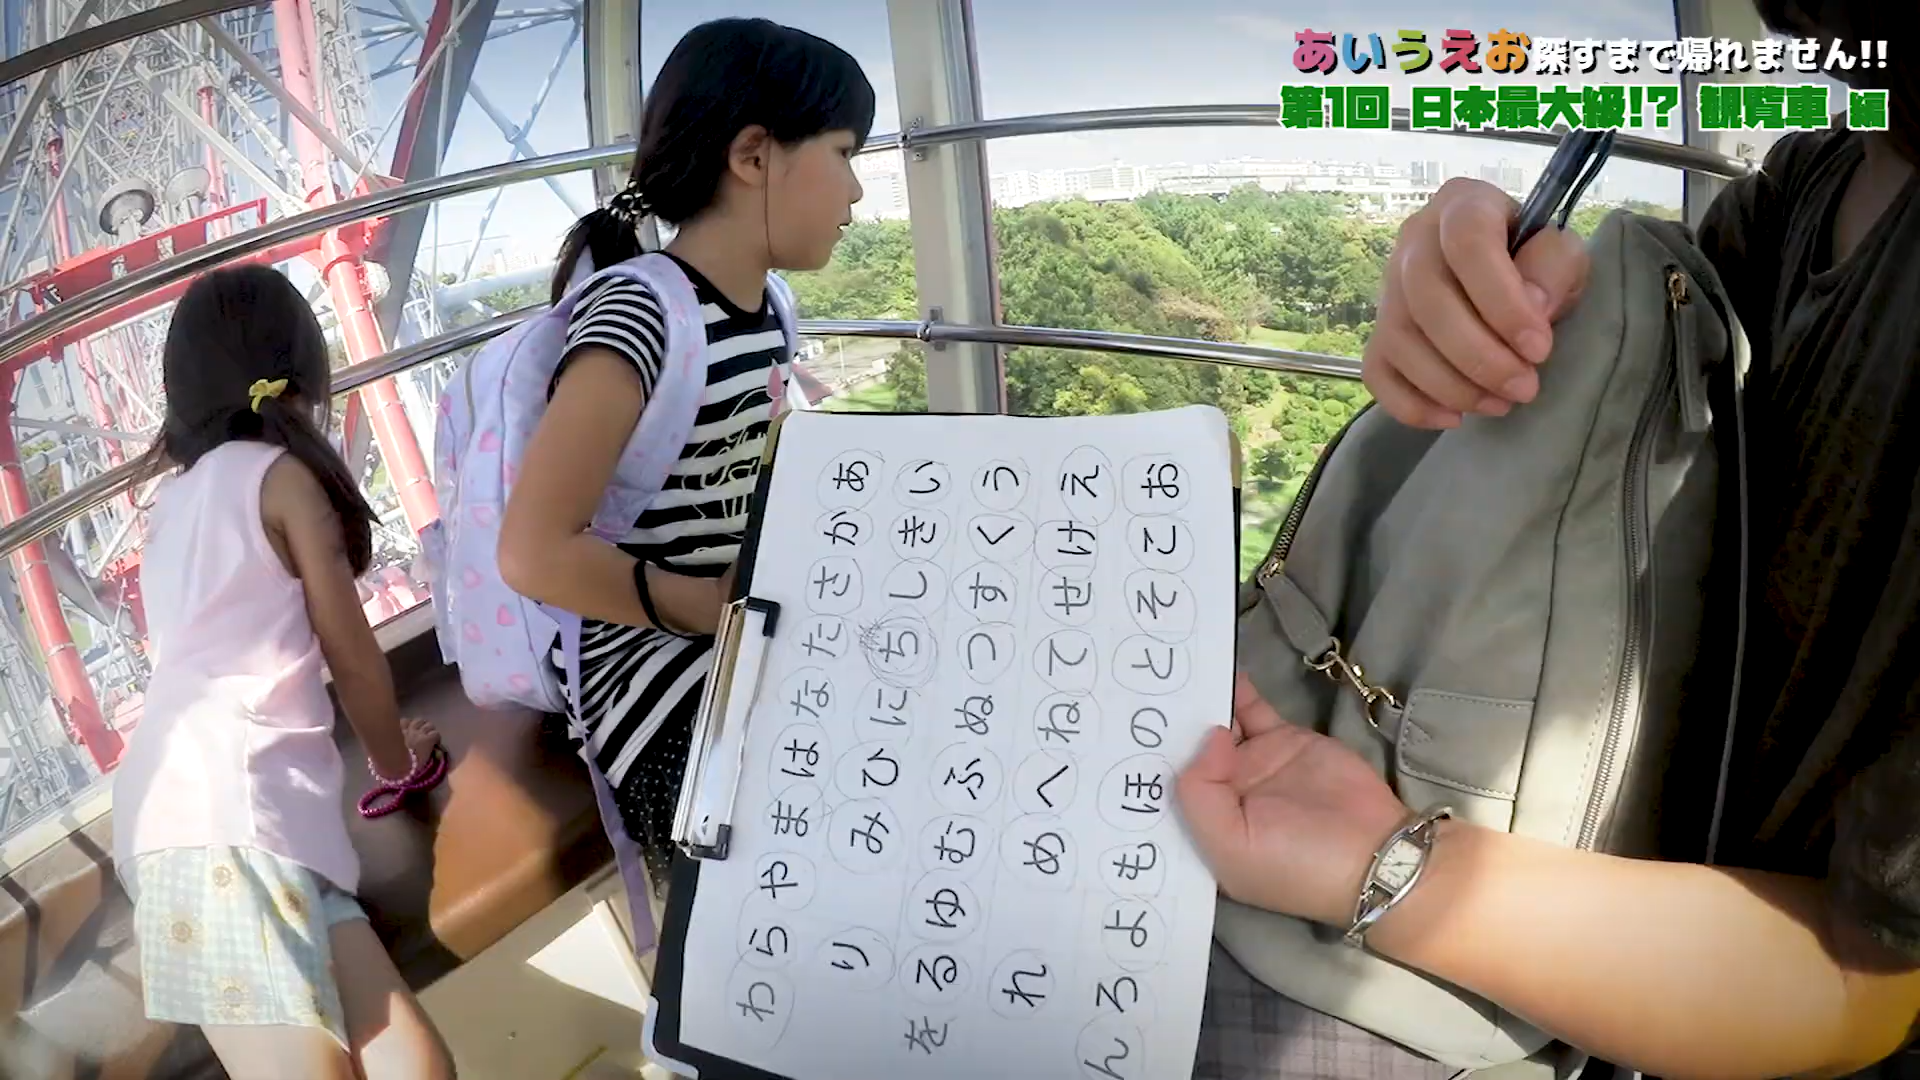 あいうえお探すまで帰れません!!
第1回 日本最大級!? 観覧車 編
あいうえお
かきくけこ
さしすせそ
たちつてと
なにぬねの
はひふへほ
まみむめも
やゆよ
らりるれろ
わをん